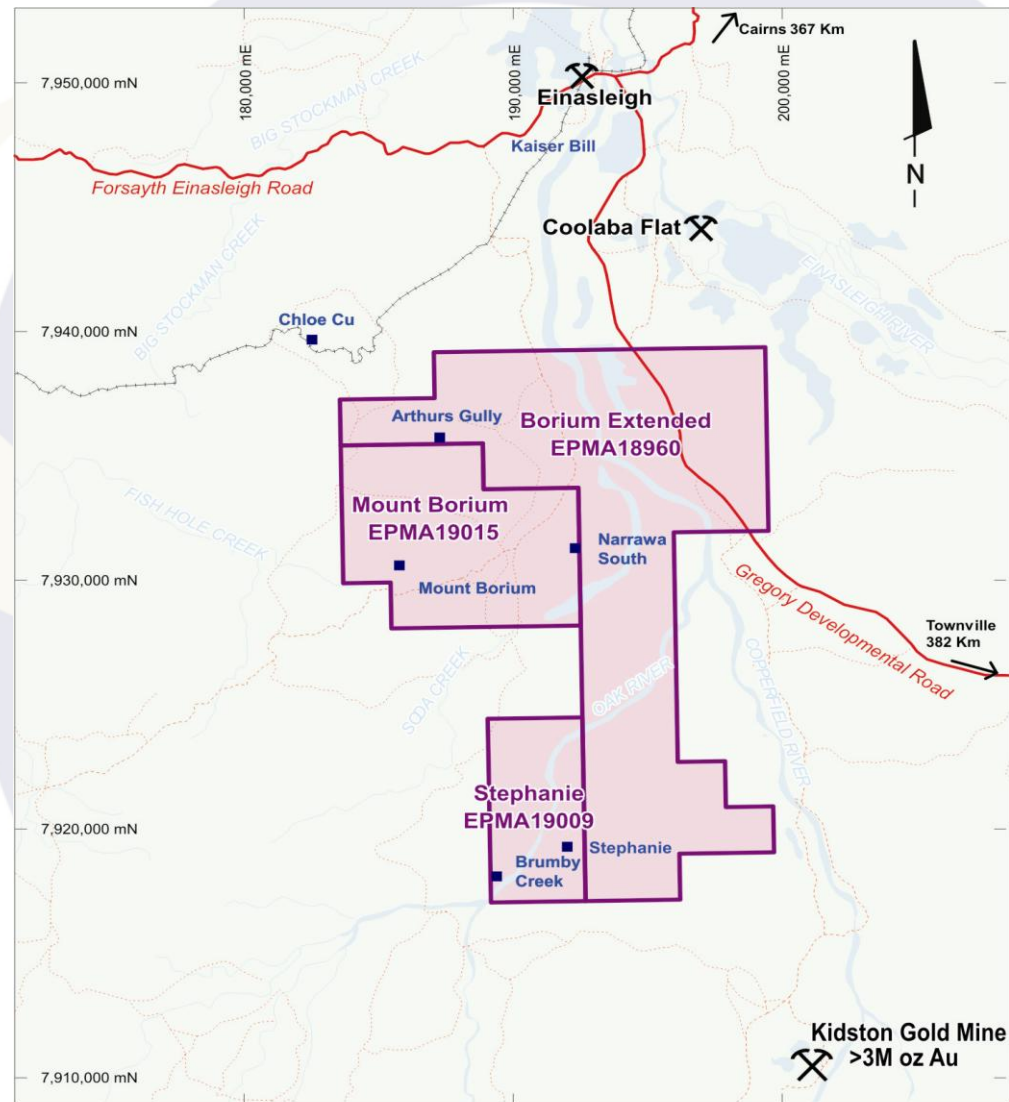 Cairns 367 Km
180,000 mE
190,000 mE
200,000 mE
7,950,000 mN
Einasleigh
BIG STOCKMAN CREEK
Kaiser Bill
Forsayth Einasleigh Road
N
Coolaba Flat
EINASLEIGH RIVER
BIG STOCKMAN CREEK
7,940,000 mN
Chloe Cu
Arthurs Gully
Borium Extended
EPMA18960
Mount Borium
EPMA19015
FISH HOLE CREEK
Narrawa
South
7,930,000 mN
Mount Borium
Gregory Developmental Road
Townville
382 Km
OAK RIVER
COPPERFIELD RIVER
SODA CREEK
Stephanie
EPMA19009
7,920,000 mN
Stephanie
Brumby
Creek
Kidston Gold Mine
>3M oz Au
7,910,000 mN